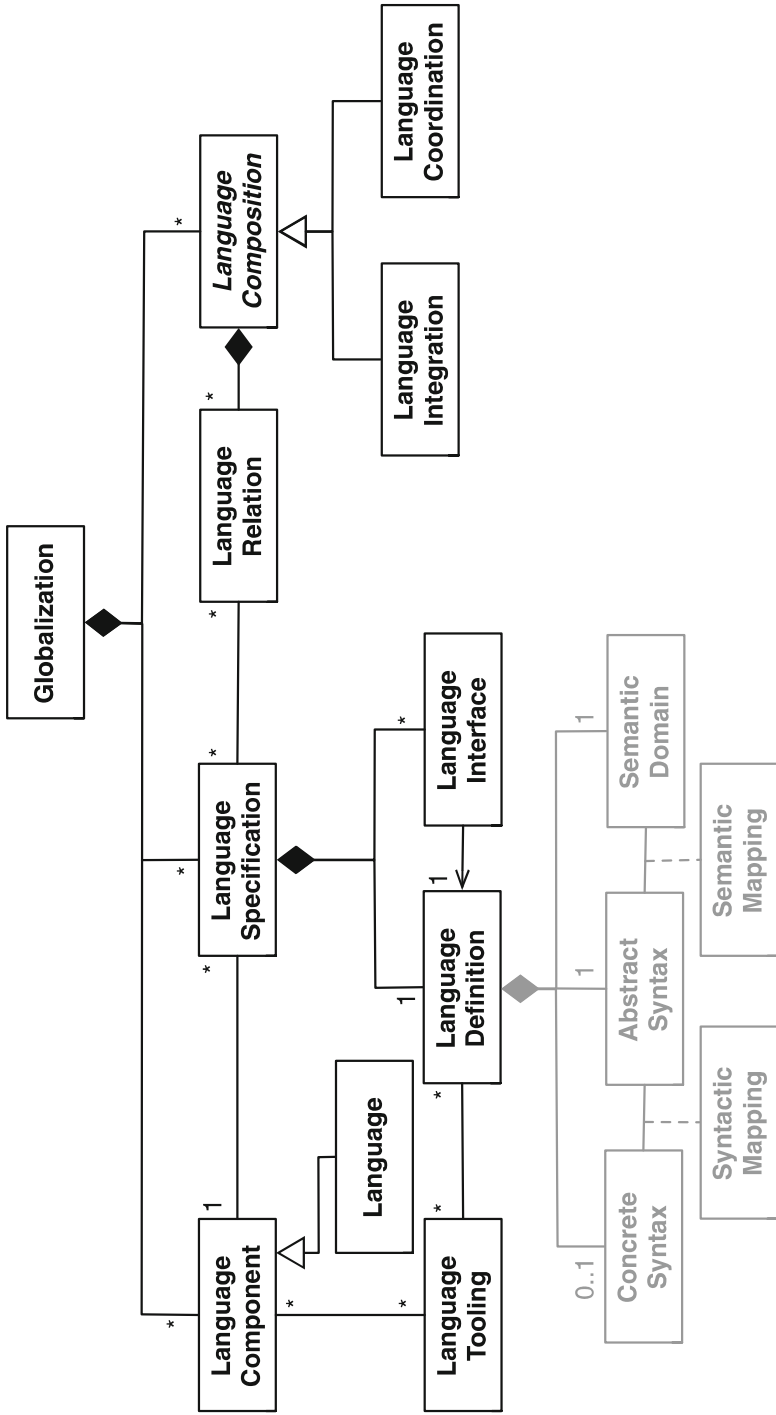 Globalization
*
*
*
Language
Component
1
*
Language
Specification
*
*
Language
Relation
*
Language
Composition
*
*
Language
1
*
Language
Tooling
*
*
Language
Definition
1
Language
Interface
Language
Integration
Language
Coordination
0..1
1
1
Concrete
Syntax
Abstract
Syntax
Semantic
Domain
Syntactic
Mapping
Semantic
Mapping